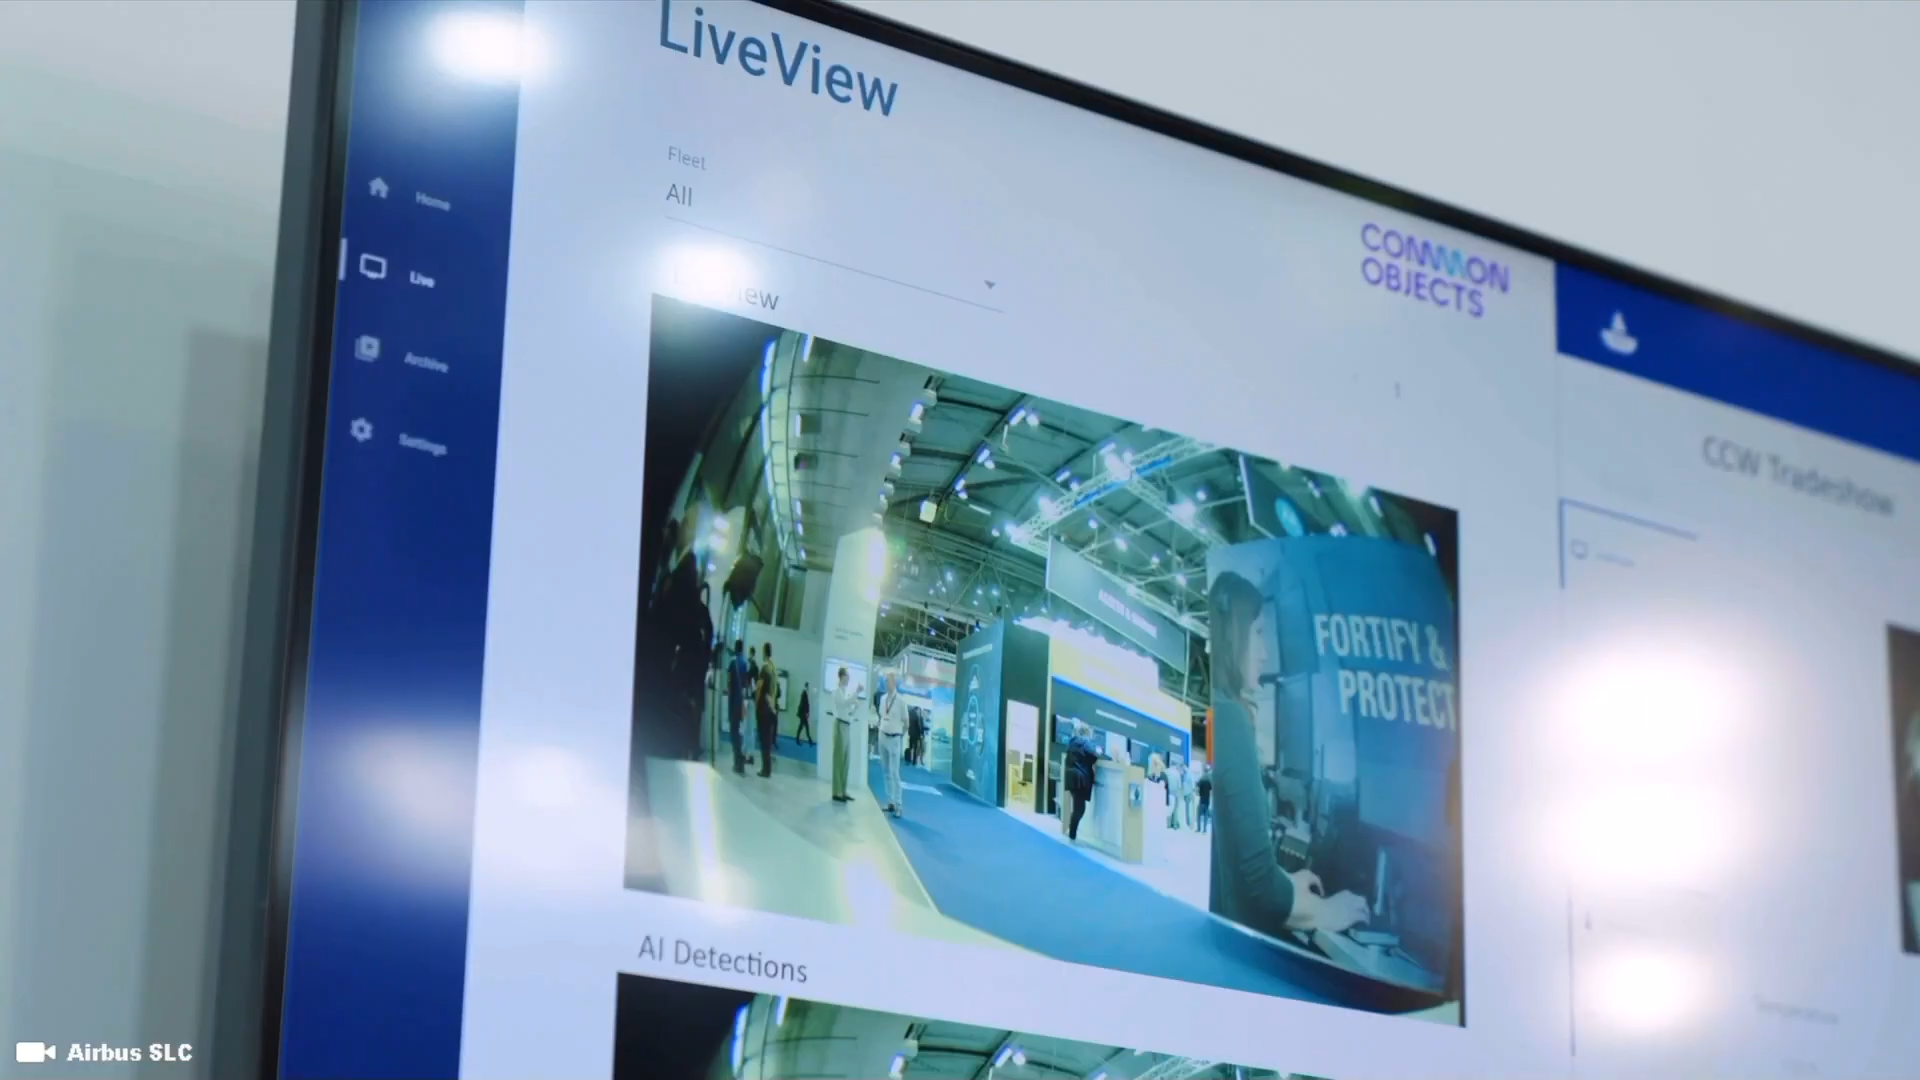 LiveView
Fleet
All
COMMON
OBJECTS
Home
Live
Archive
Settings
CCW Tradeshow
FORTIFY &
PROTECT
AI Detections
Airbus SLC